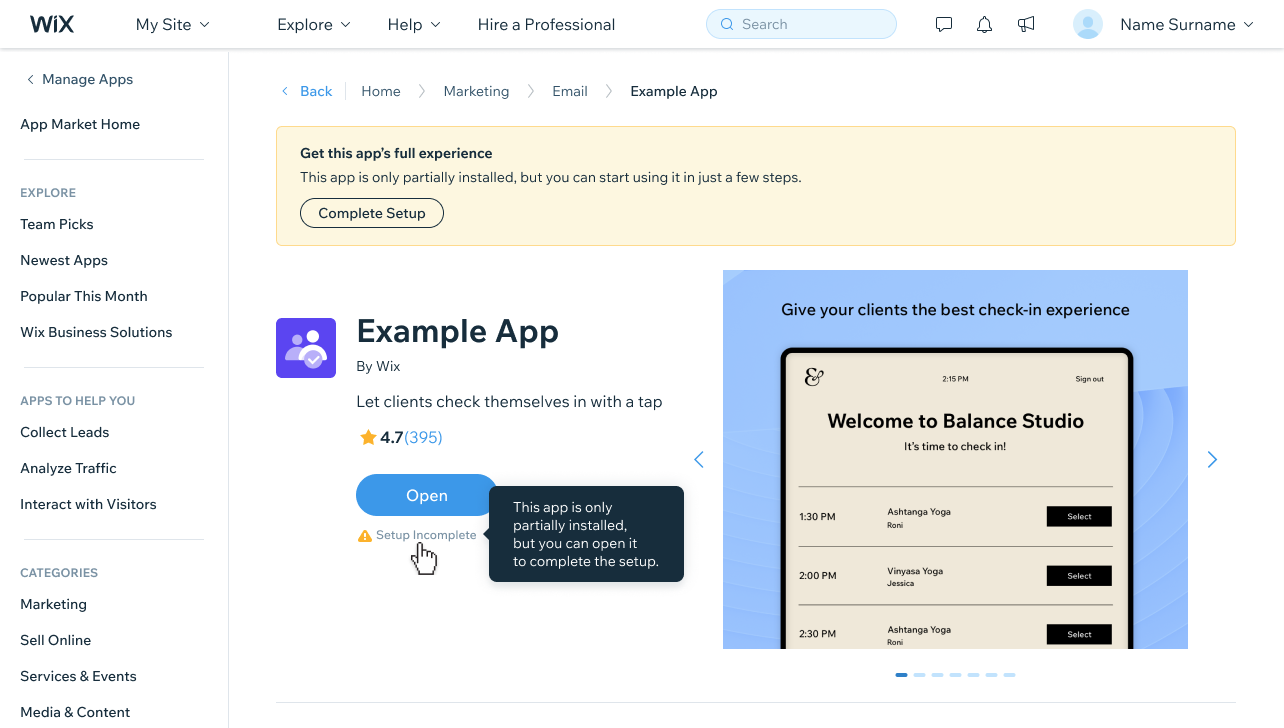 WiX
My Site
Explore
Help
Hire a Professional
Search
Name Surname
Manage Apps
App Market Home
EXPLORE
Team Picks
Newest Apps
Popular This Month
Wix Business Solutions
APPS TO HELP YOU
Collect Leads
Analyze Traffic
Interact with Visitors
CATEGORIES
Marketing
Sell Online
Services & Events
Media & Content
Back
Home
Marketing
Email
Example App
Get this app’s full experience
This app is only partially installed, but you can start using it in just a few steps.
Complete Setup
Example App
By Wix
Let clients check themselves in with a tap
4.7(395)
Open
Setup Incomplete
This app is only
partially installed,
but you can open it
to complete the setup.
Give your clients the best check-in experience
&
2:15 PM
Sign out
Welcome to Balance Studio
It’s time to check in!
1:30 PM
Ashtanga Yoga
Roni
Select
2:00 PM
Vinyasa Yoga
Jessica
Select
2:30 PM
Ashtanga Yoga
Roni
Select